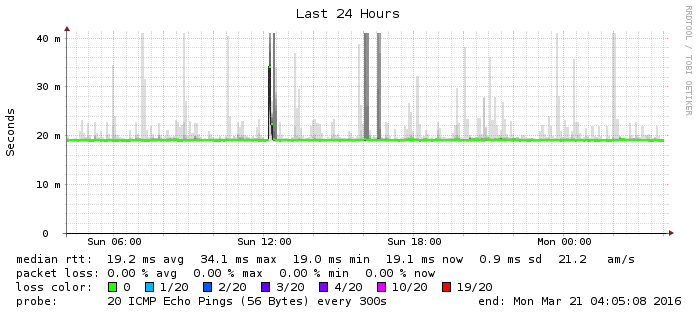 Last 24 Hours
RRDTOOL / TOBI OETIKER
Seconds
40 m
30 m
20 m
10 m
0
Sun 06:00 Sun 12:00 Sun 18:00 Mon 00:00
median rtt: 19.2 ms avg 34.1 ms max 19.0 ms min 19.1 ms now 0.9 ms sd 21.2 am/s
packet loss: 0.00 % avg 0.00 % max 0.00 % min 0.00 % now
loss color: 0 1/20 2/20 3/20 4/20 10/20 19/20
probe: 20 ICMP Echo Pings (56 Bytes) every 300s end: Mon Mar 21 04:05:08 2016